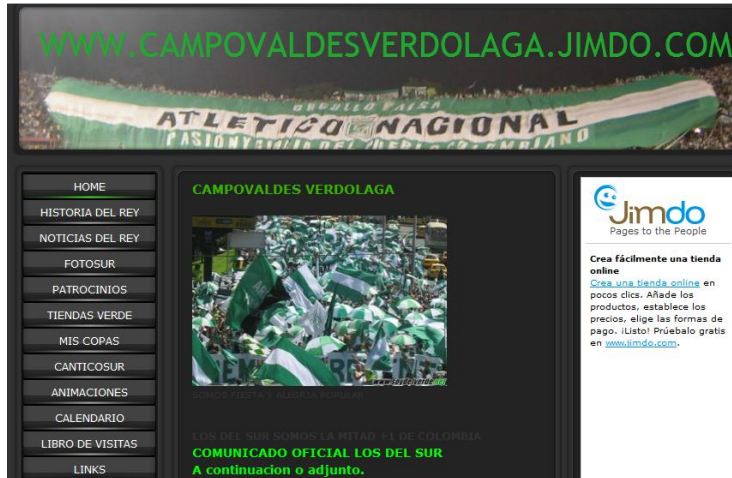 WWW.CAMPOVALDESVERDOLAGA.JIMDO.COM
ORGULLO PAISA
ATLETICO NACIONAL
HOME
HISTORIA DEL REY
NOTICIAS DEL REY
FOTOSUR
PATROCINIOS
TIENDAS VERDE
MIS COPAS
CANTICOSUR
ANIMACIONES
CALENDARIO
LIBRO DE VISITAS
LINKS
CAMPOVALDES VERDOLAGA
SOMOS FIESTA Y ALEGRIA POPULAR
LOS DEL SUR SOMOS LA MITAD +1 DE COLOMBIA
COMUNICADO OFICIAL LOS DEL SUR
A continuacion o adjunto.
Jimdo
Pages to the People
Crea fácilmente una tienda
online
Crea una tienda online en
pocos clics. Añade los
productos, establece los
precios, elige las formas de
pago. ¡Listo! Pruébalo gratis
en www.jimdo.com.